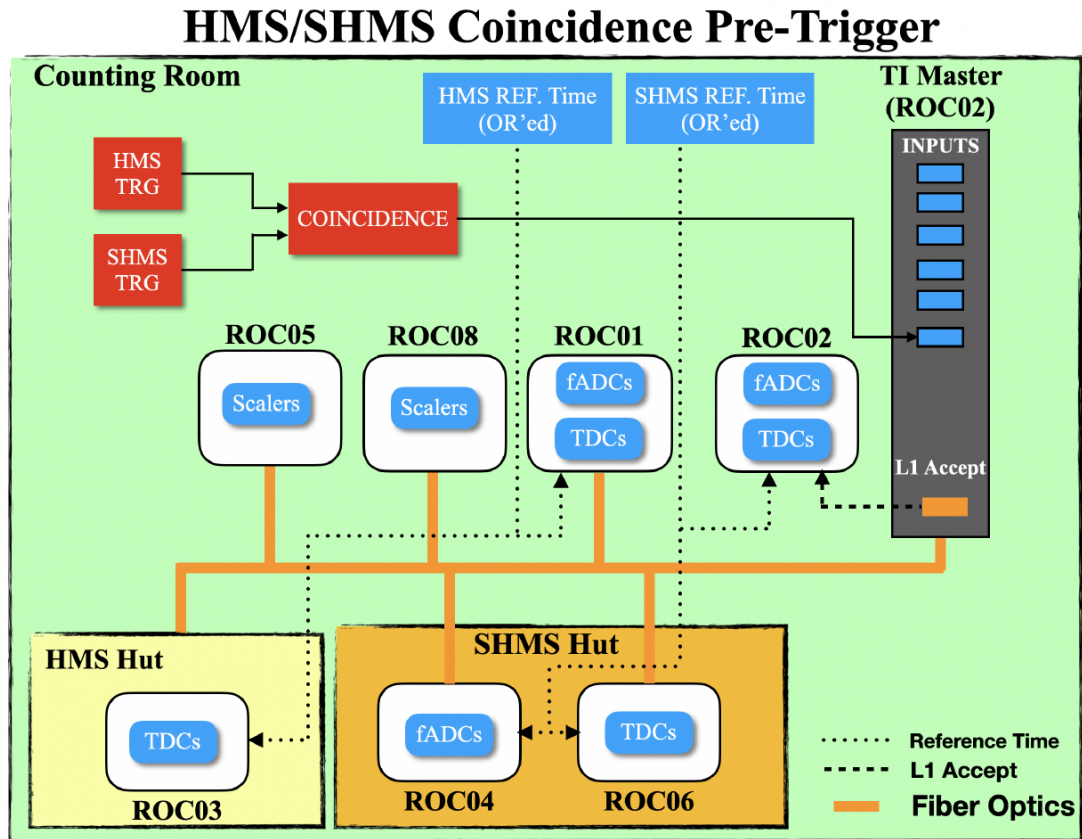 HMS/SHMS Coincidence Pre-Trigger
Counting Room
HMS REF. Time
(OR'ed)
SHMS REF. Time
(OR'ed)
TI Master
(ROC02)
INPUTS
HMS
TRG
COINCIDENCE
SHMS
TRG
ROC05
ROC08
ROC01
ROC02
Scalers
Scalers
fADCs
TDCs
fADCs
TDCs
L1 Accept
HMS Hut
TDCs
ROC03
SHMS Hut
fADCs
ROC04
TDCs
ROC06
Reference Time
L1 Accept
Fiber Optics